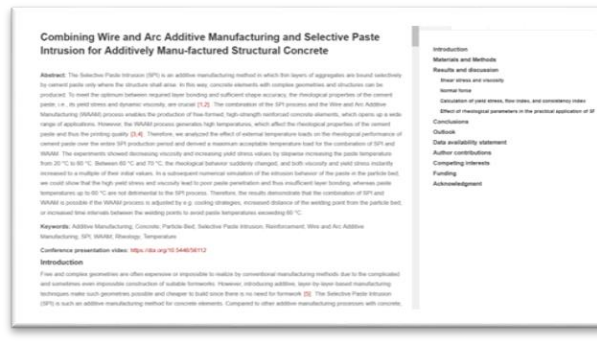 Combining Wire and Arc Additive Manufacturing and Selective Paste
Intrusion for Additively Manu-factured Structural Concrete
Abstract: The Selective Paste Intrusion (SPI) is an additive manufacturing method in which thin layers of aggregates are bound selectively
by cement paste only where the structure shall arise. In this way, concrete elements with complex geometries and structures can be
produced. To meet the optimum between required layer bonding and sufficient shape accuracy, the rheological properties of the cement
paste, i.e., its yield stress and dynamic viscosity, are crucial [1,2]. The combination of the SPI process and the Wire and Arc Additive
Manufacturing (WAAM) process enables the production of free-formed, high-strength reinforced concrete elements, which opens up a wide
range of applications. However, the WAAM process generates high temperatures, which affect the rheological properties of the cement
paste and thus the printing quality [3,4]. Therefore, we analyzed the effect of external temperature loads on the rheological performance of
cement paste over the entire SPI production period and derived a maximum acceptable temperature load for the combination of SPI and
WAAM. The experiments showed decreasing viscosity and increasing yield stress values by stepwise increasing the paste temperature
from 20 °C to 60 °C. Between 60 °C and 70 °C, the rheological behavior suddenly changed, and both viscosity and yield stress instantly
increased to a multiple of their initial values. In a subsequent numerical simulation of the intrusion behavior of the paste in the particle bed,
we could show that the high yield stress and viscosity lead to poor paste penetration and thus insufficient layer bonding, whereas paste
temperatures up to 60 °C are not detrimental to the SPI process. Therefore, the results demonstrate that the combination of SPI and
WAAM is possible if the WAAM process is adjusted by e.g. cooling strategies, increased distance of the welding point from the particle bed,
or increased time intervals between the welding points to avoid paste temperatures exceeding 60 °C.
Keywords: Additive Manufacturing, Concrete, Particle-Bed, Selective Paste Intrusion, Reinforcement, Wire and Arc Additive
Manufacturing, SPI, WAAM, Rheology, Temperature
Conference presentation video: https://doi.org/10.5446/56112
Introduction
Free and complex geometries are often expensive or impossible to realize by conventional manufacturing methods due to the complicated
and sometimes even impossible construction of suitable formworks. However, introducing additive, layer-by-layer-based manufacturing
techniques make such geometries possible and cheaper to build since there is no need for formwork [5]. The Selective Paste Intrusion
(SPI) is such an additive manufacturing method for concrete elements. Compared to other additive manufacturing processes with concrete,
Introduction
Materials and Methods
Results and discussion
Shear stress and viscosity
Normal force
Calculation of yield stress, flow index, and consistency index
Effect of rheological parameters in the practical application of SP
Conclusions
Outlook
Data availability statement
Author contributions
Competing interests
Funding
Acknowledgment